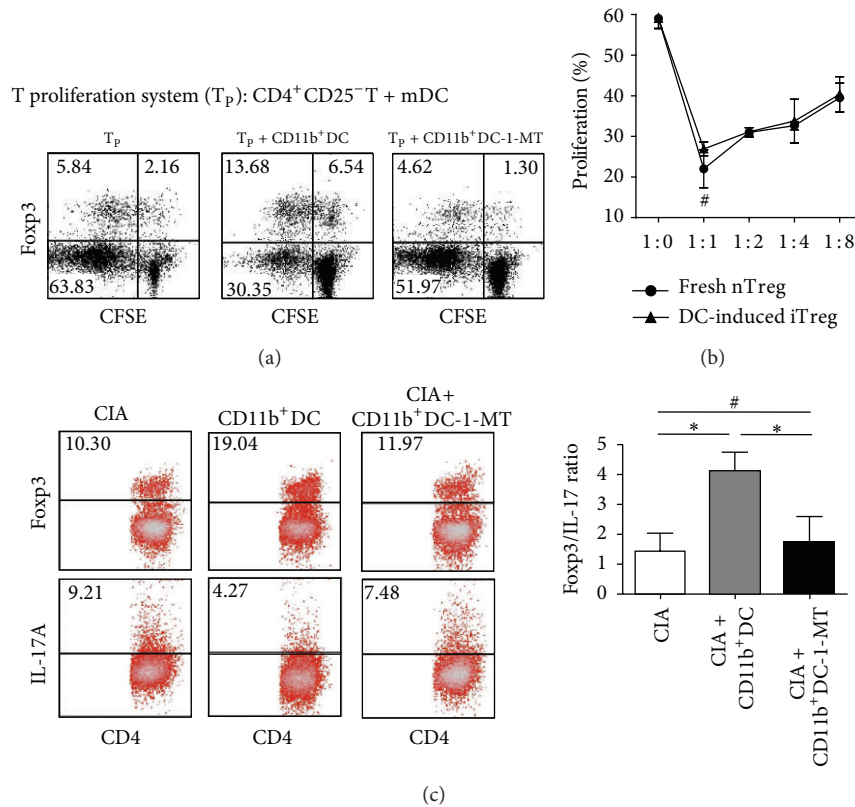 T proliferation system (T_P): CD4⁺CD25⁻T + mDC
T_P
T_P + CD11b⁺DC
T_P + CD11b⁺DC-1-MT
Foxp3
5.84 2.16
63.83
13.68 6.54
30.35
4.62 1.30
51.97
CFSE
CFSE
CFSE
(a)
Proliferation (%)
60
50
40
30
20
10
#
1:0 1:1 1:2 1:4 1:8
Fresh nTreg
DC-induced iTreg
(b)
CIA
CD11b⁺DC
CIA+
CD11b⁺DC-1-MT
Foxp3
10.30
19.04
11.97
IL-17A
9.21
4.27
7.48
CD4
CD4
CD4
Foxp3/IL-17 ratio
5
4
3
2
1
0
#
* *
CIA
CIA +
CD11b⁺DC
CIA+
CD11b⁺DC-1-MT
(c)